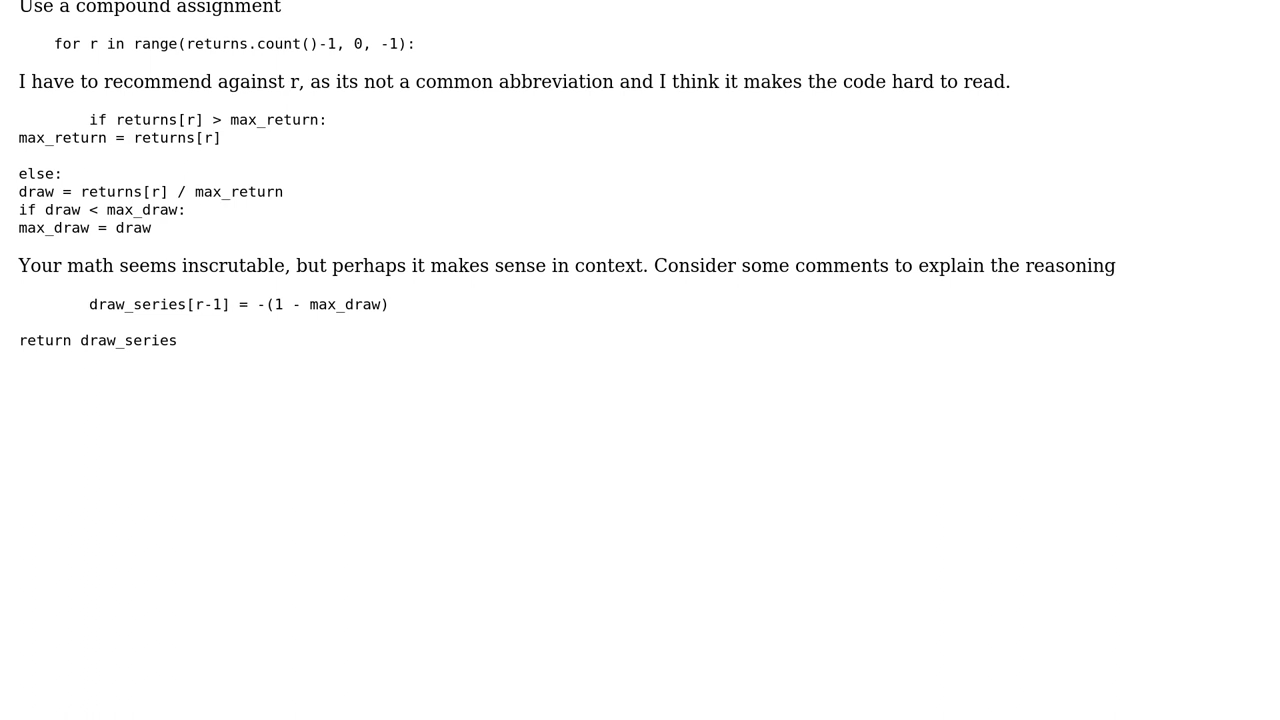 Use a compound assignment
    for r in range(returns.count()-1, 0, -1):
I have to recommend against r, as its not a common abbreviation and I think it makes the code hard to read.
        if returns[r] > max_return:
max_return = returns[r]
else:
draw = returns[r] / max_return
if draw < max_draw:
max_draw = draw
Your math seems inscrutable, but perhaps it makes sense in context. Consider some comments to explain the reasoning
        draw_series[r-1] = -(1 - max_draw)
return draw_series